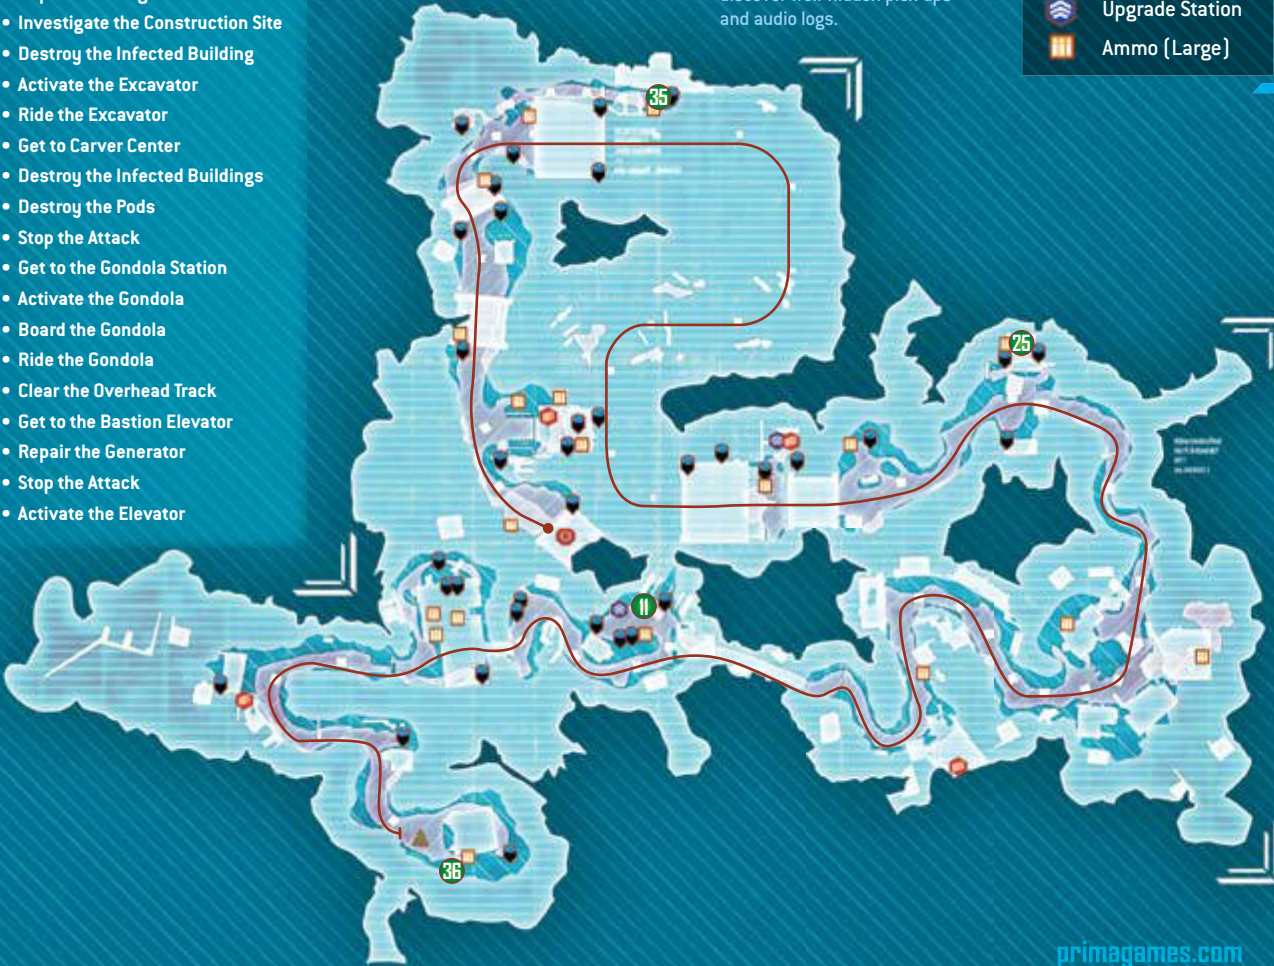 • Investigate the Construction Site
• Destroy the Infected Building
• Activate the Excavator
• Ride the Excavator
• Get to Carver Center
• Destroy the Infected Buildings
• Destroy the Pods
• Stop the Attack
• Get to the Gondola Station
• Activate the Gondola
• Board the Gondola
• Ride the Gondola
• Clear the Overhead Track
• Get to the Bastion Elevator
• Repair the Generator
• Stop the Attack
• Activate the Elevator
and audio logs.
Upgrade Station
Ammo (Large)
35
25
11
36
primagames.com